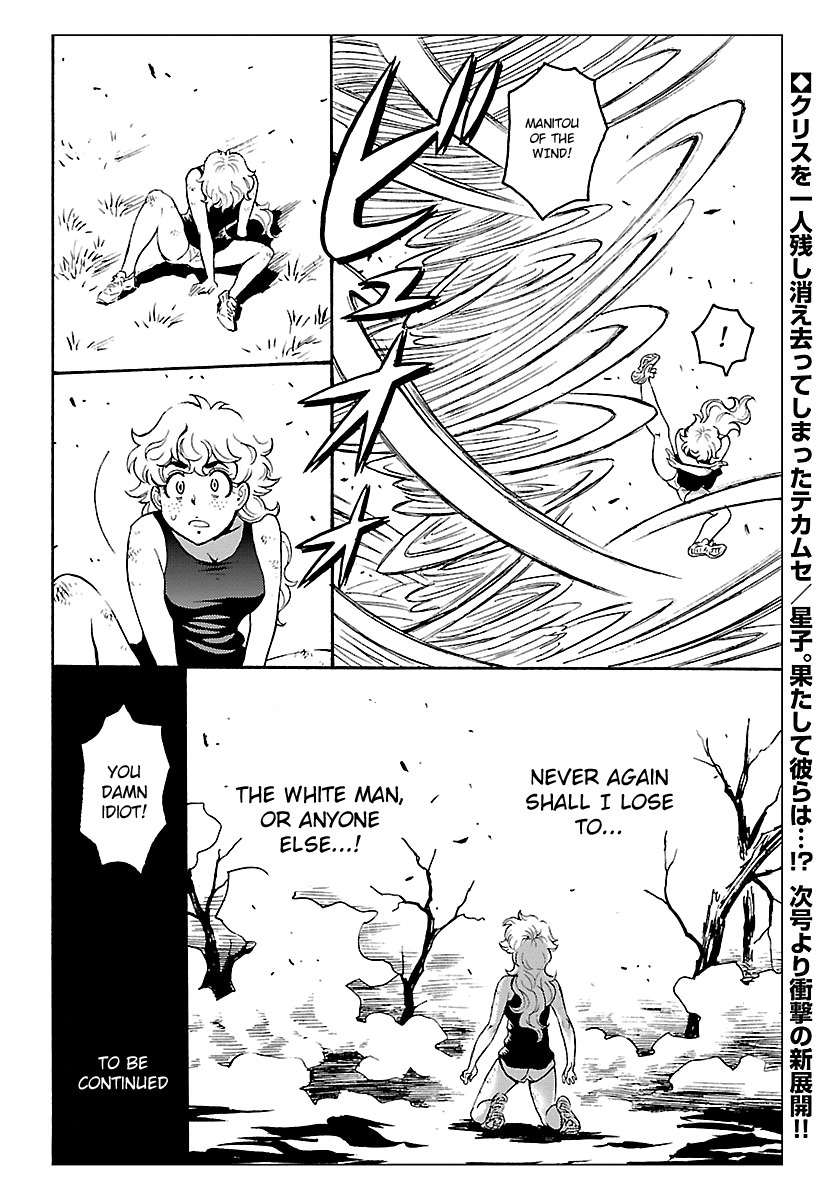 ◆クリスを一人残し消え去ってしまったテカムセ／星子。果たして彼らは…!? 次号より衝撃の新展開!!
MANITOU
OF THE
WIND!
ビュオオオ
!
NEVER AGAIN
SHALL I LOSE
TO...
THE WHITE MAN,
OR ANYONE
ELSE...!
YOU
DAMN
IDIOT!
TO BE
CONTINUED